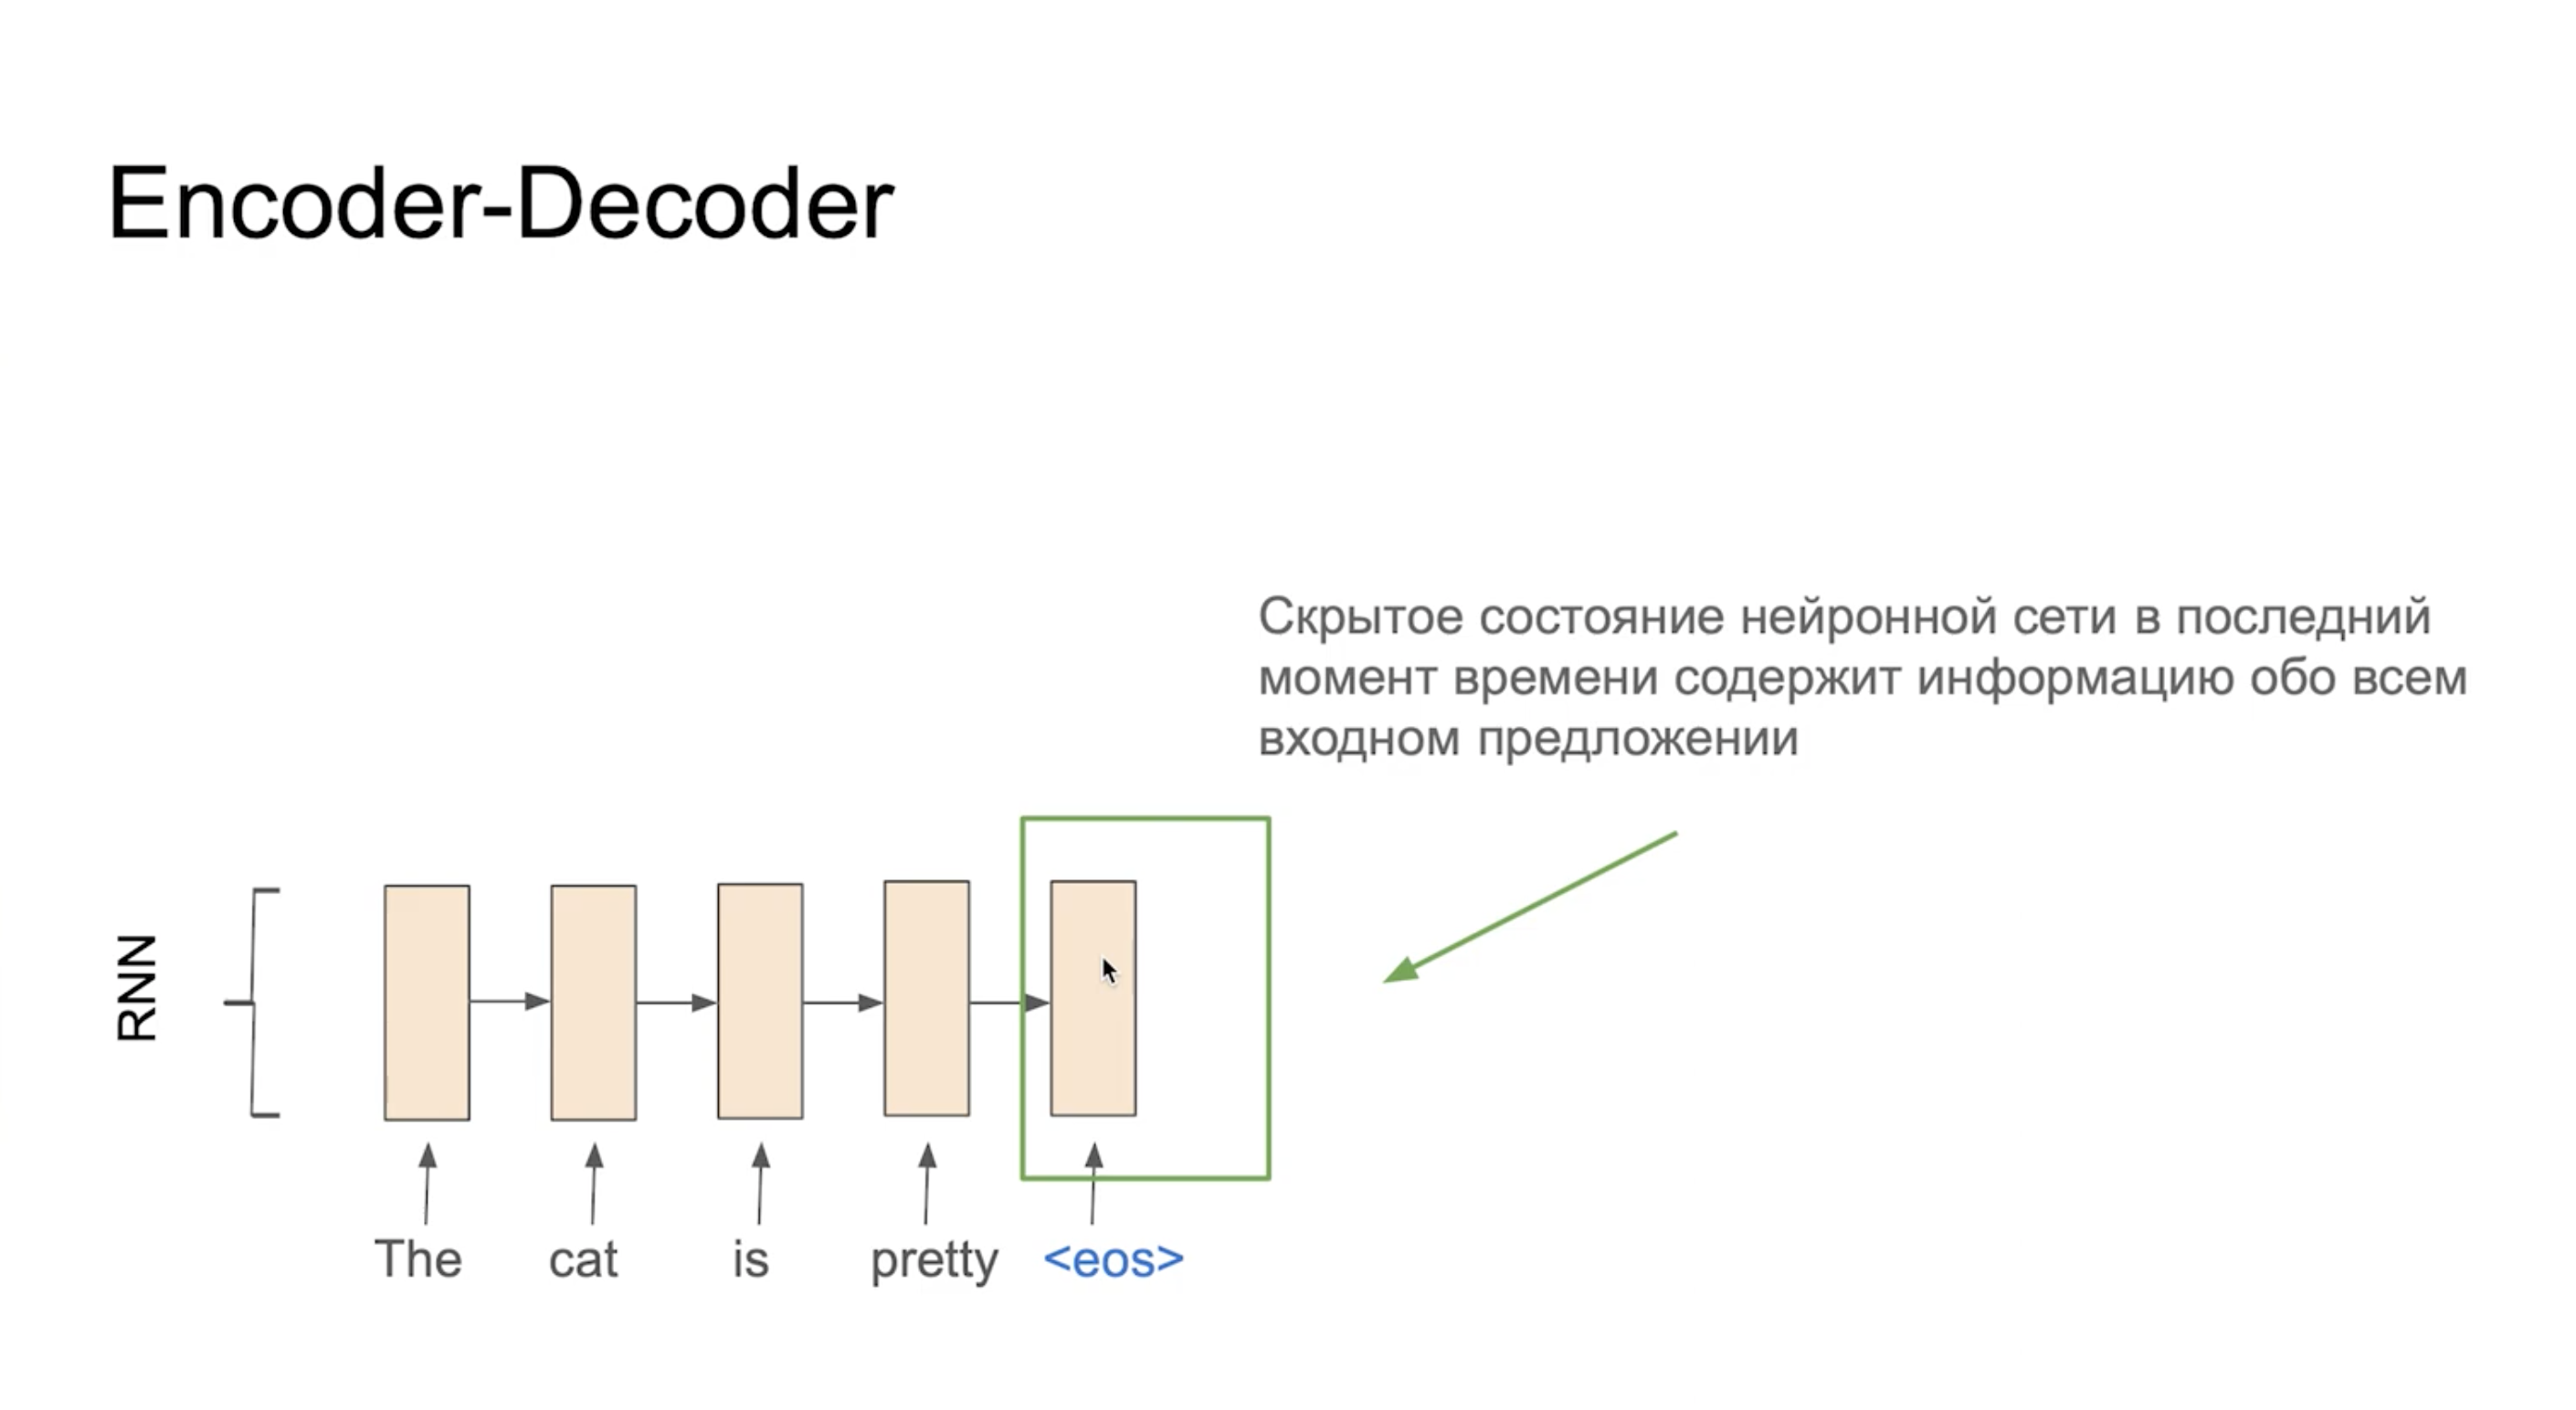 Encoder-Decoder
Скрытое состояние нейронной сети в последний
момент времени содержит информацию обо всем
входном предложении
RNN
The cat is pretty <eos>